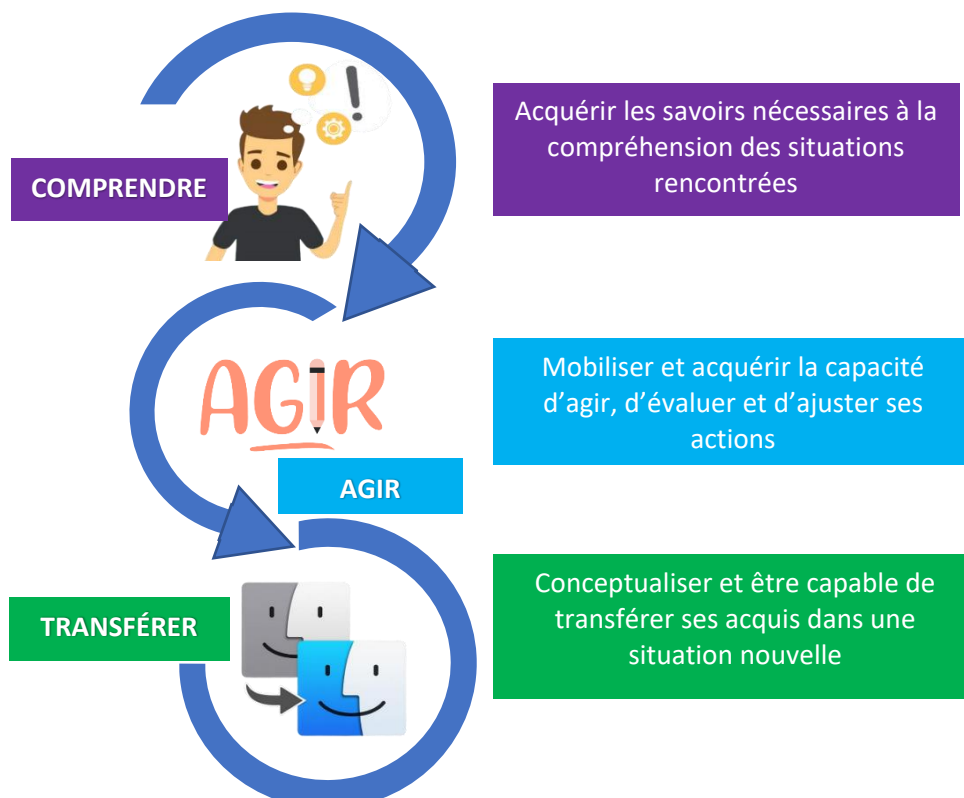 COMPRENDRE
Acquérir les savoirs nécessaires à la
compréhension des situations
rencontrées
AGIR
AGIR
Mobiliser et acquérir la capacité
d’agir, d’évaluer et d’ajuster ses
actions
TRANSFÉRER
Conceptualiser et être capable de
transférer ses acquis dans une
situation nouvelle